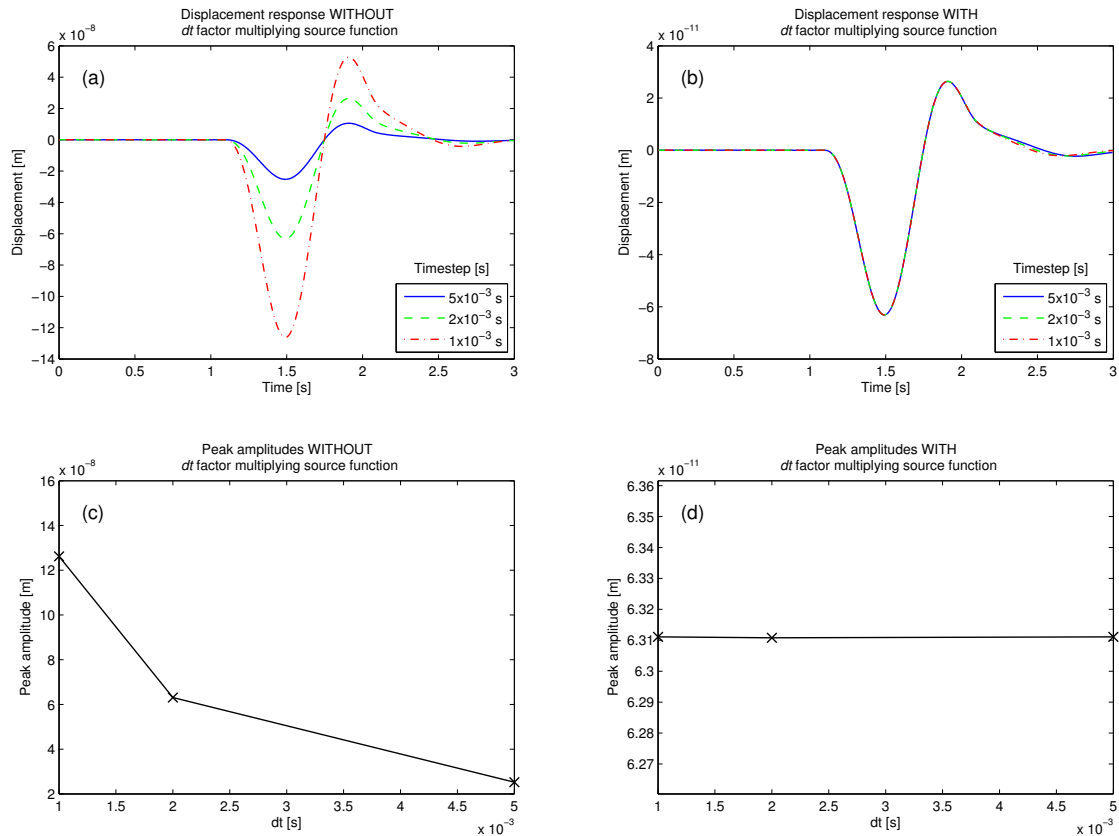 Displacement response WITHOUT
dt factor multiplying source function
x 10⁻⁸
(a)
6
4
2
0
−2
−4
−6
−8
−10
−12
−14
Displacement [m]
Timestep [s]
5x10⁻³ s
2x10⁻³ s
1x10⁻³ s
0 0.5 1 1.5 2 2.5 3
Time [s]
Displacement response WITH
dt factor multiplying source function
x 10⁻¹¹
(b)
4
2
0
−2
−4
−6
−8
Displacement [m]
Timestep [s]
5x10⁻³ s
2x10⁻³ s
1x10⁻³ s
0 0.5 1 1.5 2 2.5 3
Time [s]
Peak amplitudes WITHOUT
dt factor multiplying source function
x 10⁻⁸
(c)
16
14
12
10
8
6
4
2
Peak amplitude [m]
1 1.5 2 2.5 3 3.5 4 4.5 5
dt [s]
x 10⁻³
Peak amplitudes WITH
dt factor multiplying source function
x 10⁻¹¹
(d)
6.36
6.35
6.34
6.33
6.32
6.31
6.3
6.29
6.28
6.27
Peak amplitude [m]
1 1.5 2 2.5 3 3.5 4 4.5 5
dt [s]
x 10⁻³